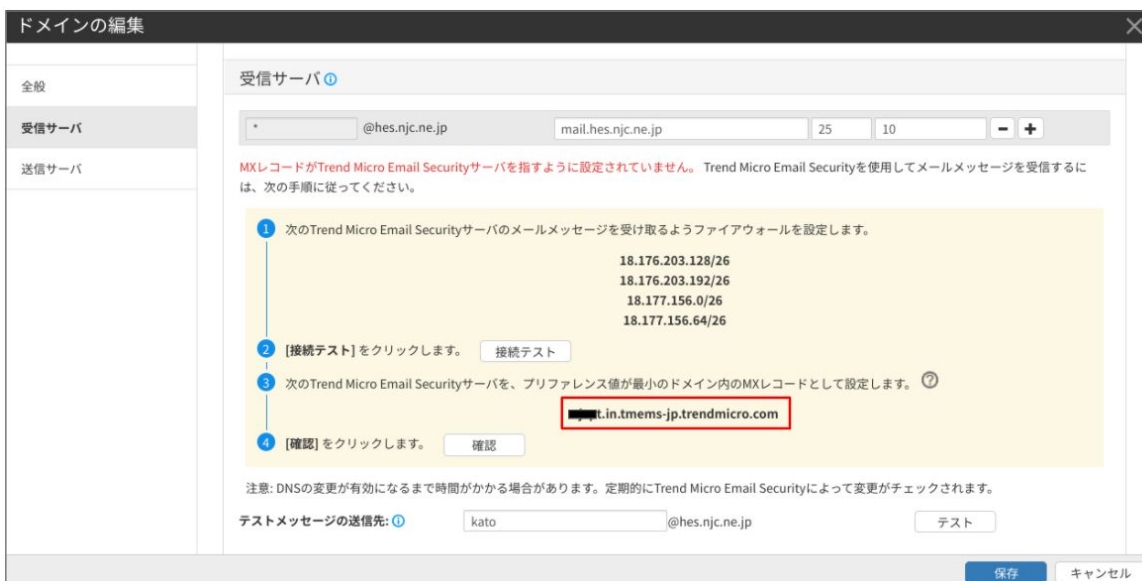 ドメインの編集
全般
受信サーバ
送信サーバ
受信サーバ
* @hes.njc.ne.jp mail.hes.njc.ne.jp 25 10
MXレコードがTrend Micro Email Securityサーバを指すように設定されていません。 Trend Micro Email Securityを使用してメールメッセージを受信するに
は、次の手順に従ってください。
1 次のTrend Micro Email Securityサーバのメールメッセージを受け取るようファイアウォールを設定します。
18.176.203.128/26
18.176.203.192/26
18.177.156.0/26
18.177.156.64/26
2 [接続テスト] をクリックします。 接続テスト
3 次のTrend Micro Email Securityサーバを、プリファレンス値が最小のドメイン内のMXレコードとして設定します。
t.in.tmems-jp.trendmicro.com
4 [確認] をクリックします。 確認
注意: DNSの変更が有効になるまで時間がかかる場合があります。定期的にTrend Micro Email Securityによって変更がチェックされます。
テストメッセージの送信先: kato @hes.njc.ne.jp テスト
保存 キャンセル